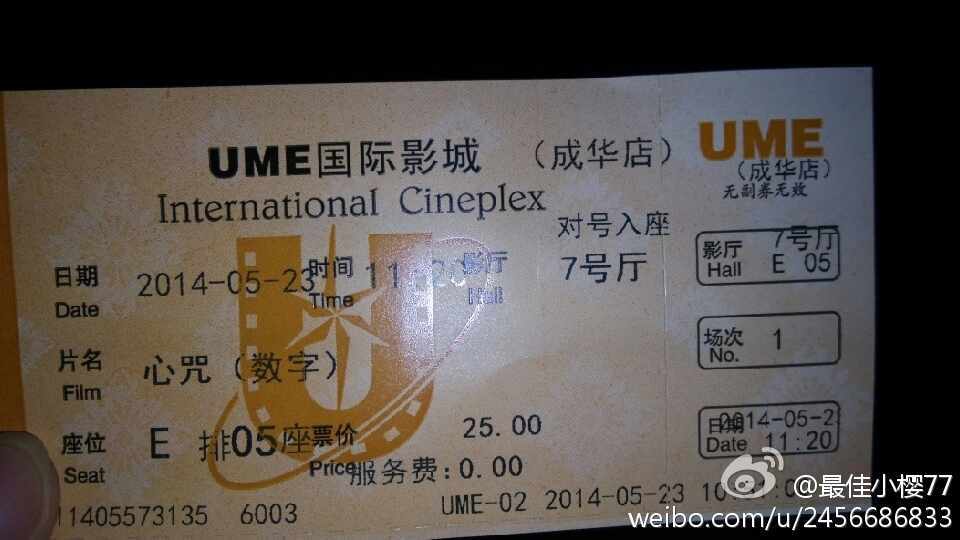 UME国际影城 （成华店）
International Cineplex
对号入座
日期 2014-05-23 时间 11:20 影厅 7号厅
Date Time Hall
片名 心咒（数字）
Film
座位 E 排05座 票价 25.00
Seat Price 服务费:0.00
11405573135 6003 UME-02 2014-05-23
UME
（成华店）
无副券无效
影厅 7号厅
Hall E 05
场次 1
No.
日期 2014-05-2
Date 11:20
@最佳小樱77
weibo.com/u/2456686833